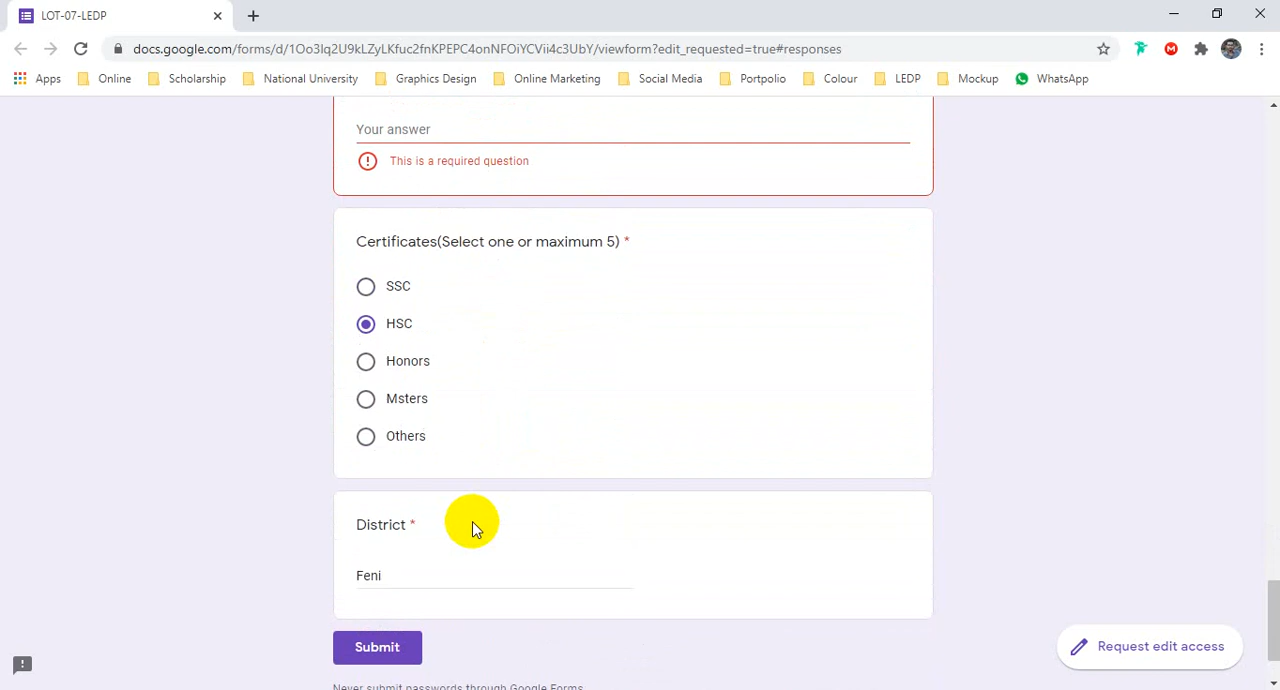 LOT-07-LEDP
docs.google.com/forms/d/1Oo3Iq2U9kLZyLKfuc2fnKPEPC4onNFOiYCVii4c3UbY/viewform?edit_requested=true#responses
Apps Online Scholarship National University Graphics Design Online Marketing Social Media Portpolio Colour LEDP Mockup WhatsApp
Your answer
This is a required question
Certificates(Select one or maximum 5) *
SSC
HSC
Honors
Msters
Others
District *
Feni
Submit
Request edit access
Never submit passwords through Google Forms.